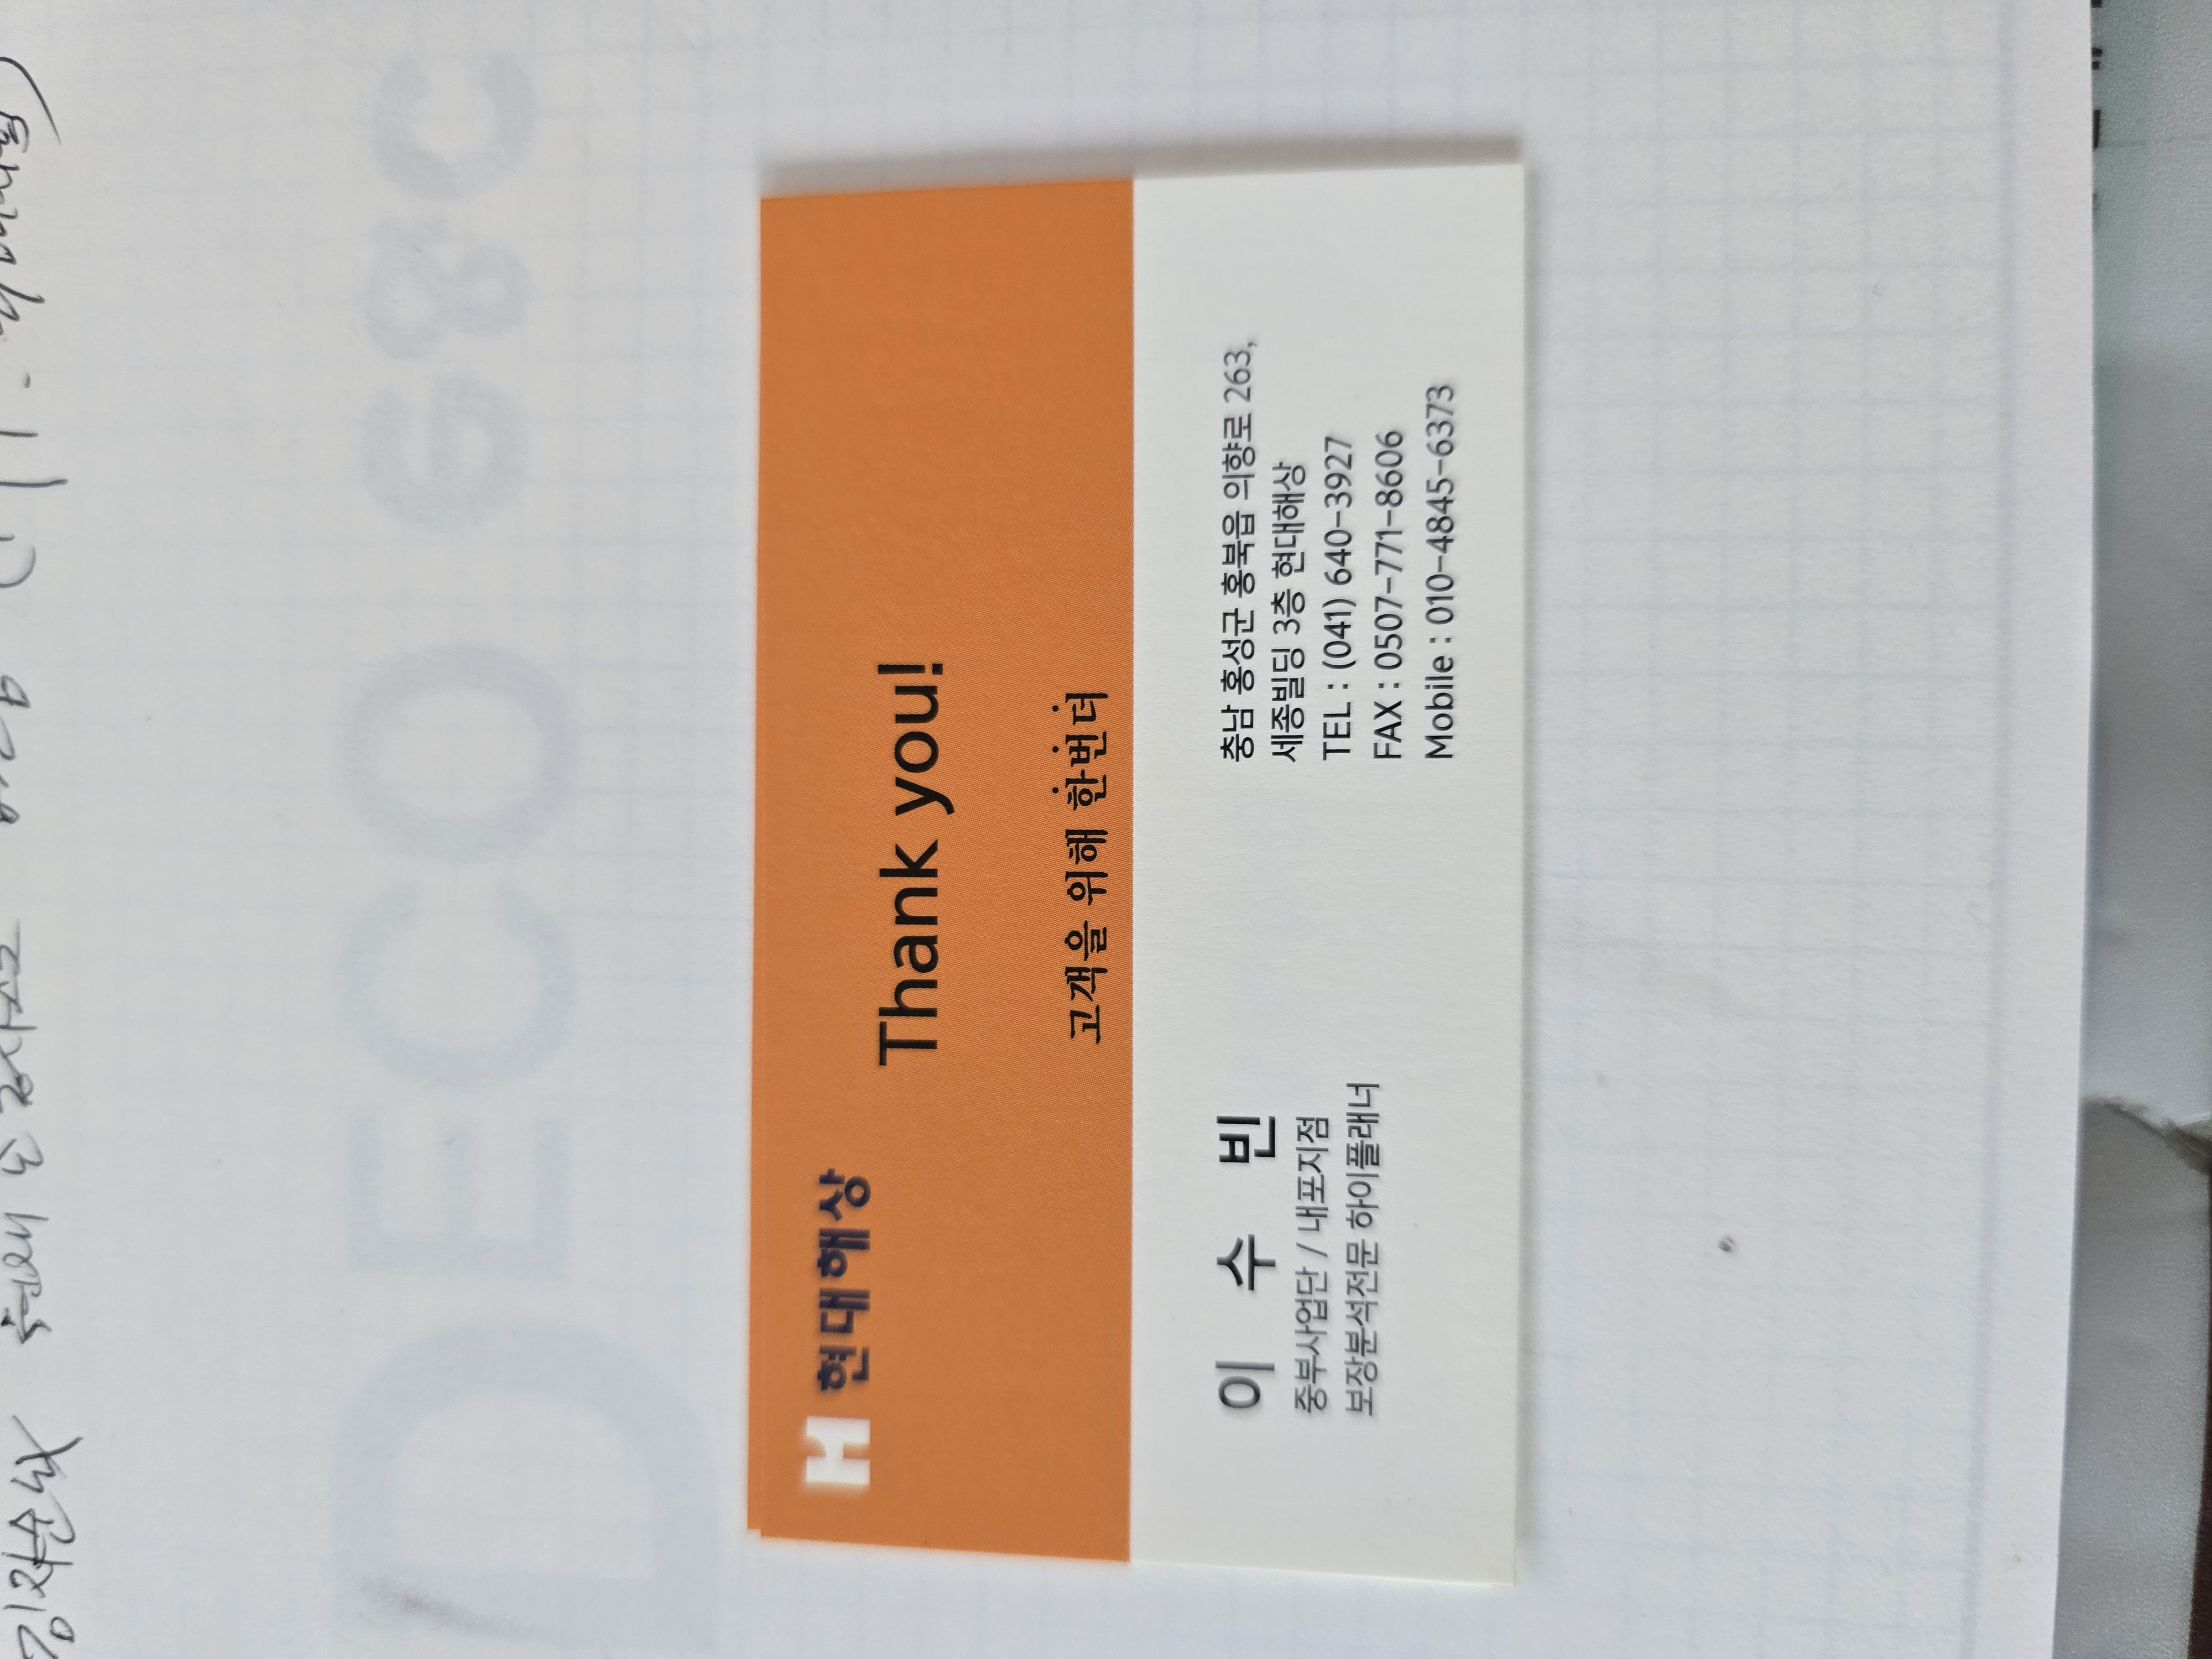 DECO e&c
H 현대해상
Thank you!
고객을 위해 한번더
이 수 빈
중부사업단 / 내포지점
보장분석전문 하이플래너
충남 홍성군 홍북읍 의향로 263,
세종빌딩 3층 현대해상
TEL : (041) 640-3927
FAX : 0507-771-8606
Mobile : 010-4845-6373